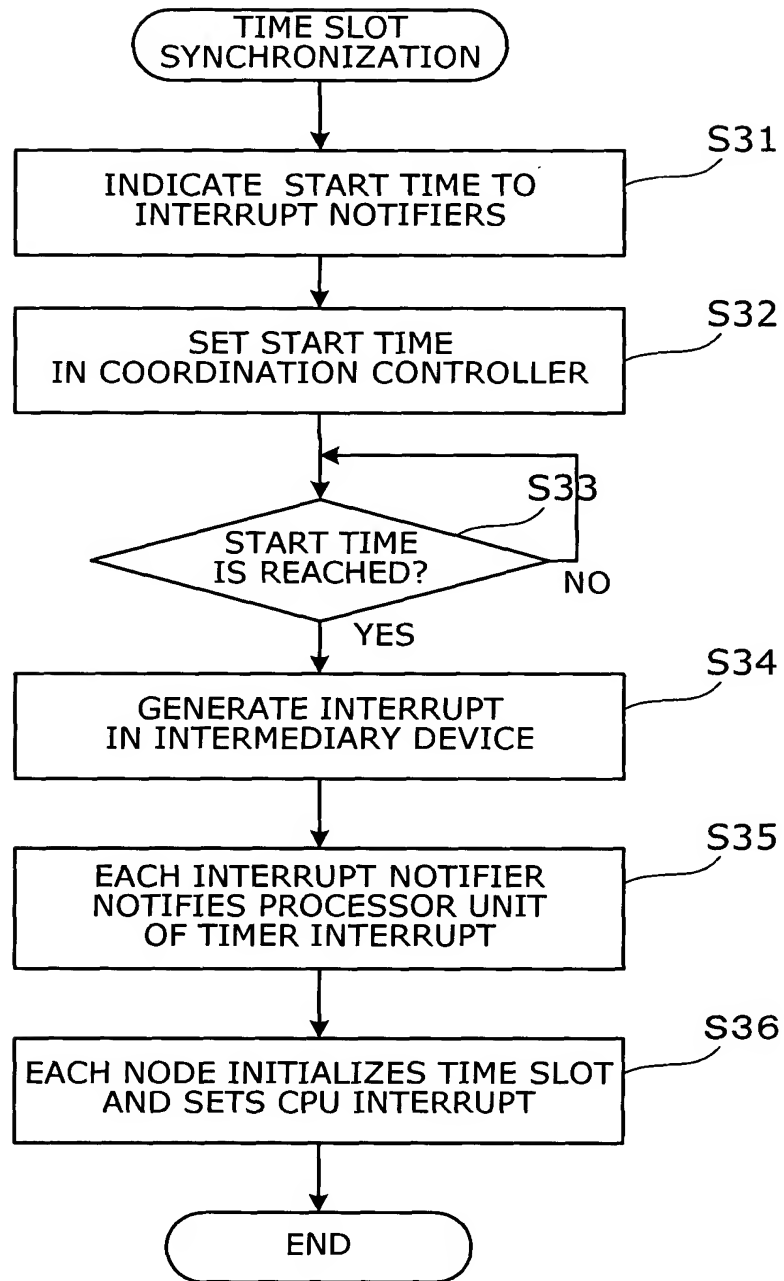 TIME SLOT
SYNCHRONIZATION
S31
INDICATE START TIME TO
INTERRUPT NOTIFIERS
S32
SET START TIME
IN COORDINATION CONTROLLER
S33
START TIME
IS REACHED?
NO
YES
S34
GENERATE INTERRUPT
IN INTERMEDIARY DEVICE
S35
EACH INTERRUPT NOTIFIER
NOTIFIES PROCESSOR UNIT
OF TIMER INTERRUPT
S36
EACH NODE INITIALIZES TIME SLOT
AND SETS CPU INTERRUPT
END